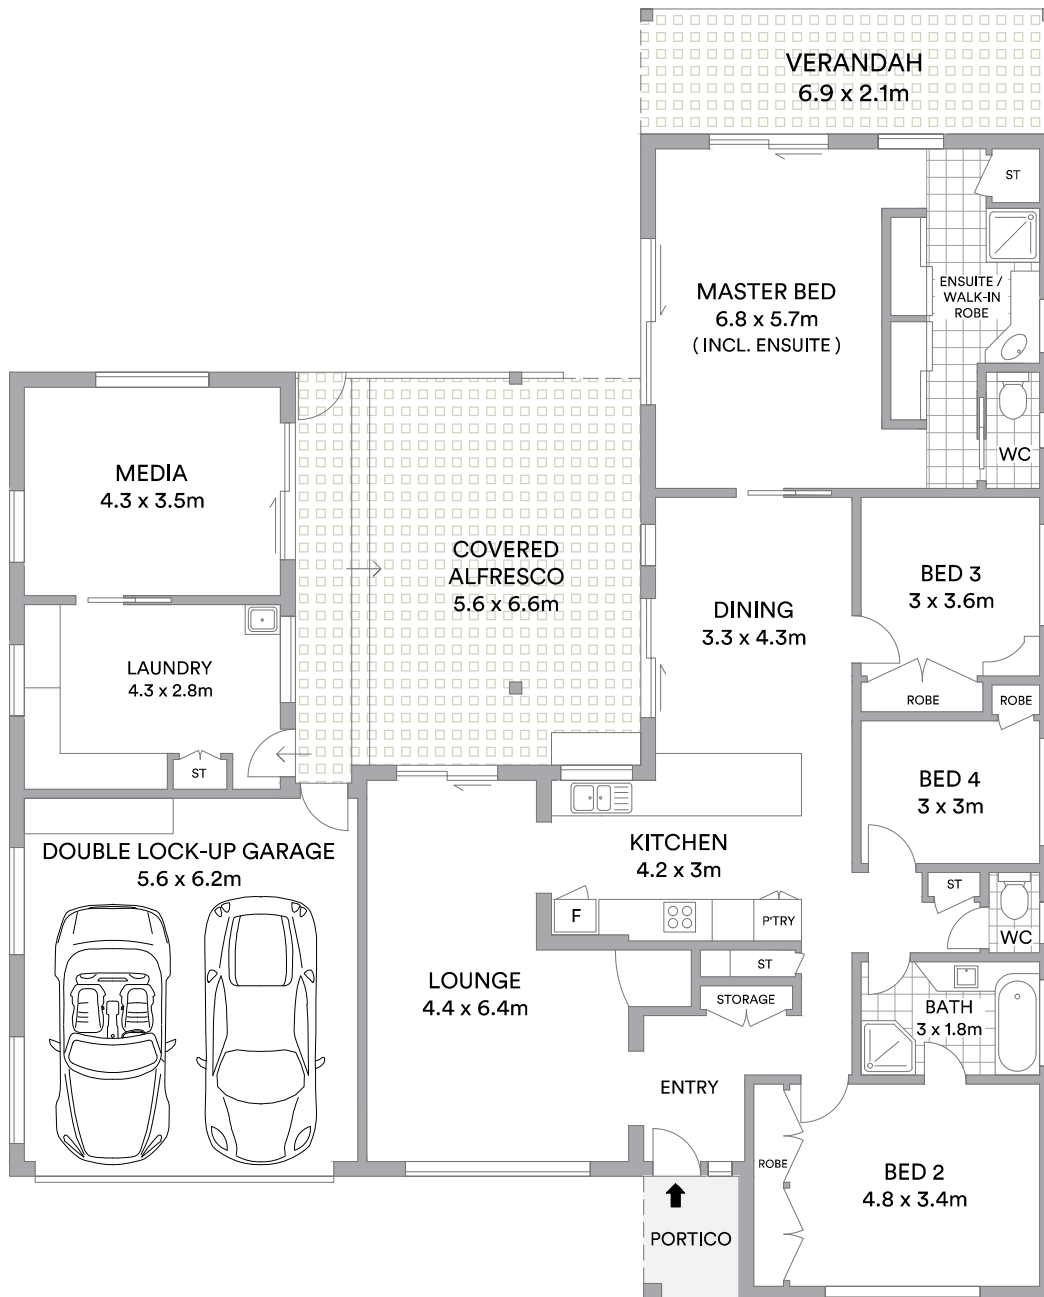 VERANDAH
6.9 x 2.1m
ST
MASTER BED
6.8 x 5.7m
( INCL. ENSUITE )
ENSUITE /
WALK-IN
ROBE
WC
MEDIA
4.3 x 3.5m
COVERED
ALFRESCO
5.6 x 6.6m
DINING
3.3 x 4.3m
BED 3
3 x 3.6m
LAUNDRY
4.3 x 2.8m
ROBE
ROBE
ST
BED 4
3 x 3m
DOUBLE LOCK-UP GARAGE
5.6 x 6.2m
KITCHEN
4.2 x 3m
ST
F
P'TRY
WC
LOUNGE
4.4 x 6.4m
ST
STORAGE
BATH
3 x 1.8m
ENTRY
ROBE
BED 2
4.8 x 3.4m
PORTICO